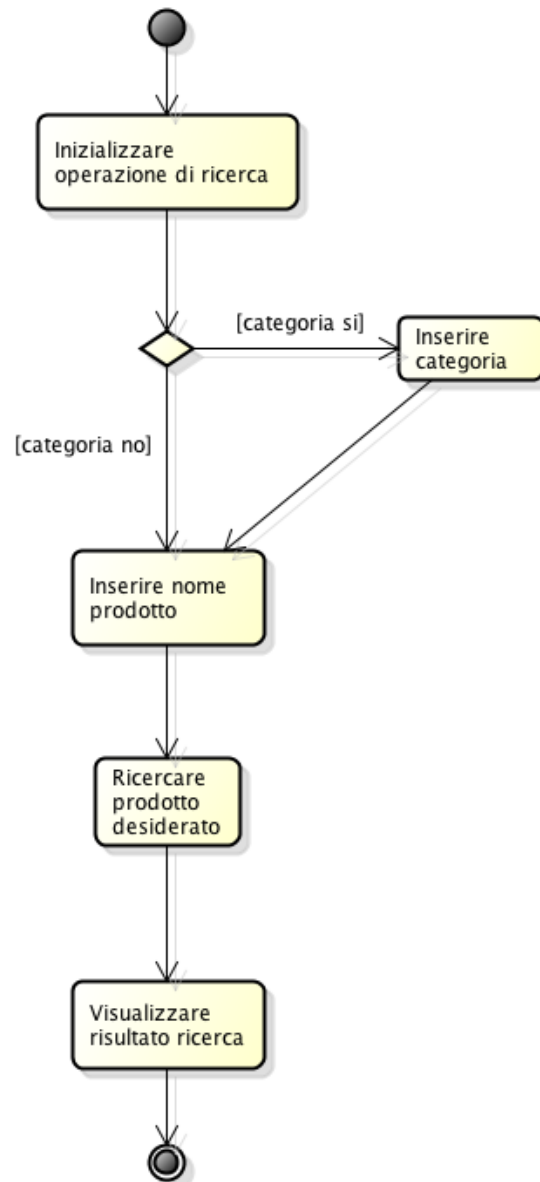 Inizializzare
operazione di ricerca
[categoria si]
Inserire
categoria
[categoria no]
Inserire nome
prodotto
Ricercare
prodotto
desiderato
Visualizzare
risultato ricerca